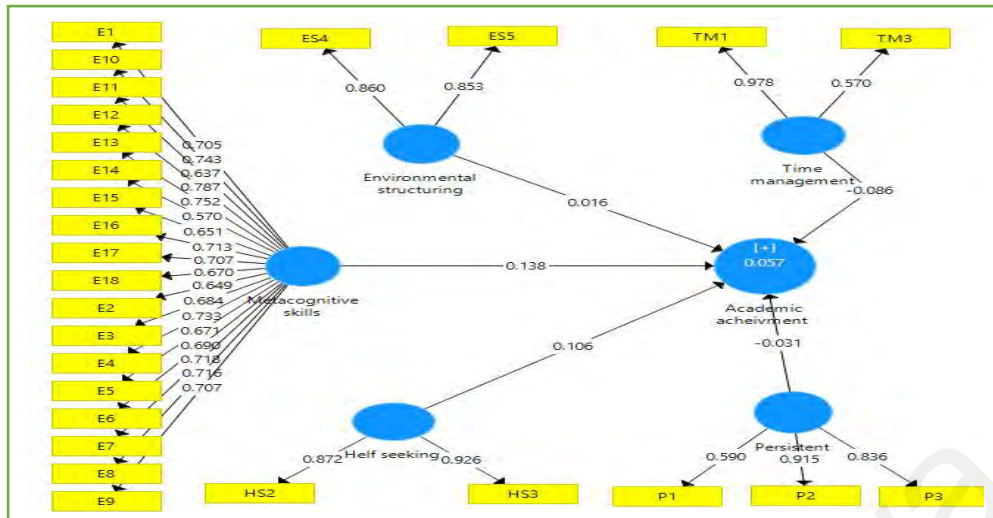 E1
E10
E11
E12
E13
E14
E15
E16
E17
E18
E2
E3
E4
E5
E6
E7
E8
E9
0.705
0.743
0.637
0.787
0.752
0.570
0.651
0.713
0.707
0.670
0.649
0.684
0.733
0.671
0.690
0.718
0.716
0.707
Metacognitive
skills
ES4
ES5
0.860
0.853
Environmental
structuring
TM1
TM3
0.978
0.570
Time
management
0.016
-0.086
0.138
[+]
0.057
Academic
acheivment
0.106
-0.031
Helf seeking
0.872
0.926
HS2
HS3
Persistent
0.590
0.915
0.836
P1
P2
P3